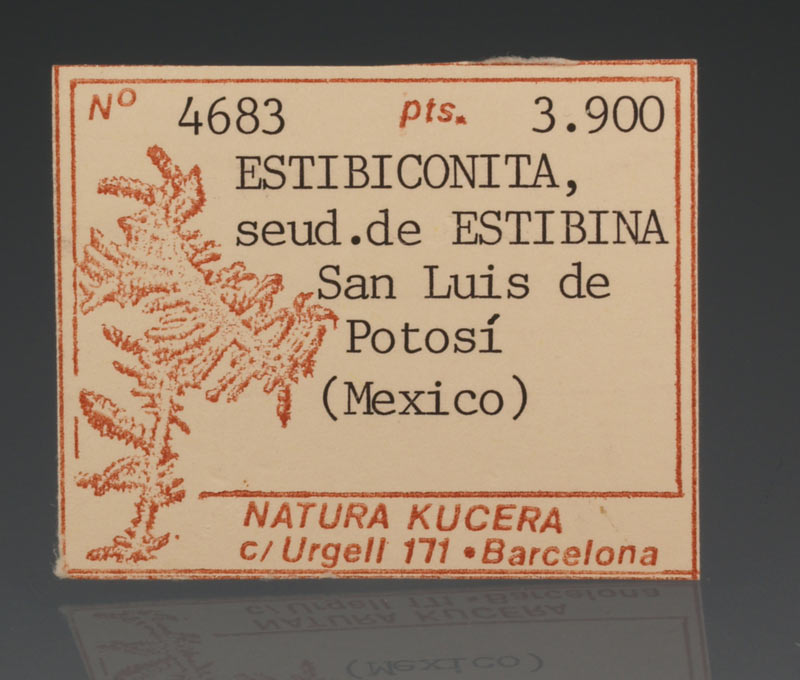 Nº 4683 pts. 3.900
ESTIBICONITA,
seud.de ESTIBINA
San Luis de
Potosí
(Mexico)
NATURA KUCERA
c/Urgell 171 • Barcelona